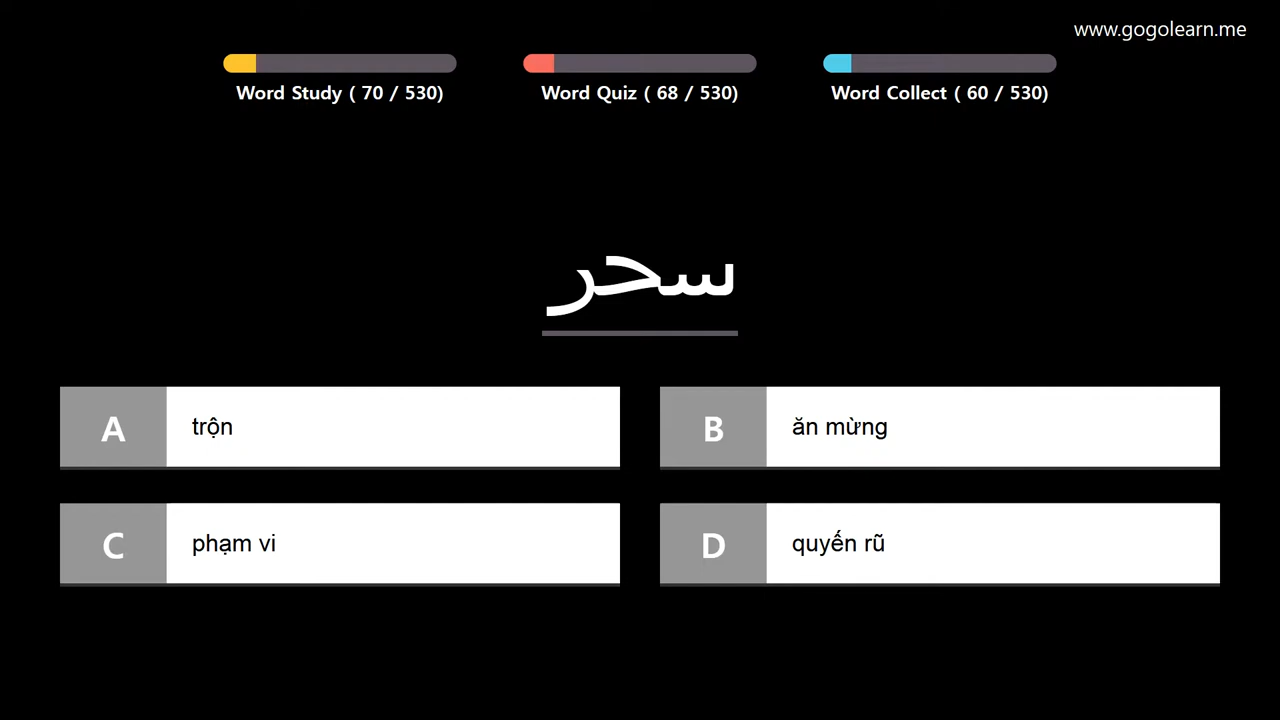 www.gogolearn.me
Word Study ( 70 / 530)
Word Quiz ( 68 / 530)
Word Collect ( 60 / 530)
سحر
A
trộn
B
ăn mừng
C
phạm vi
D
quyến rũ